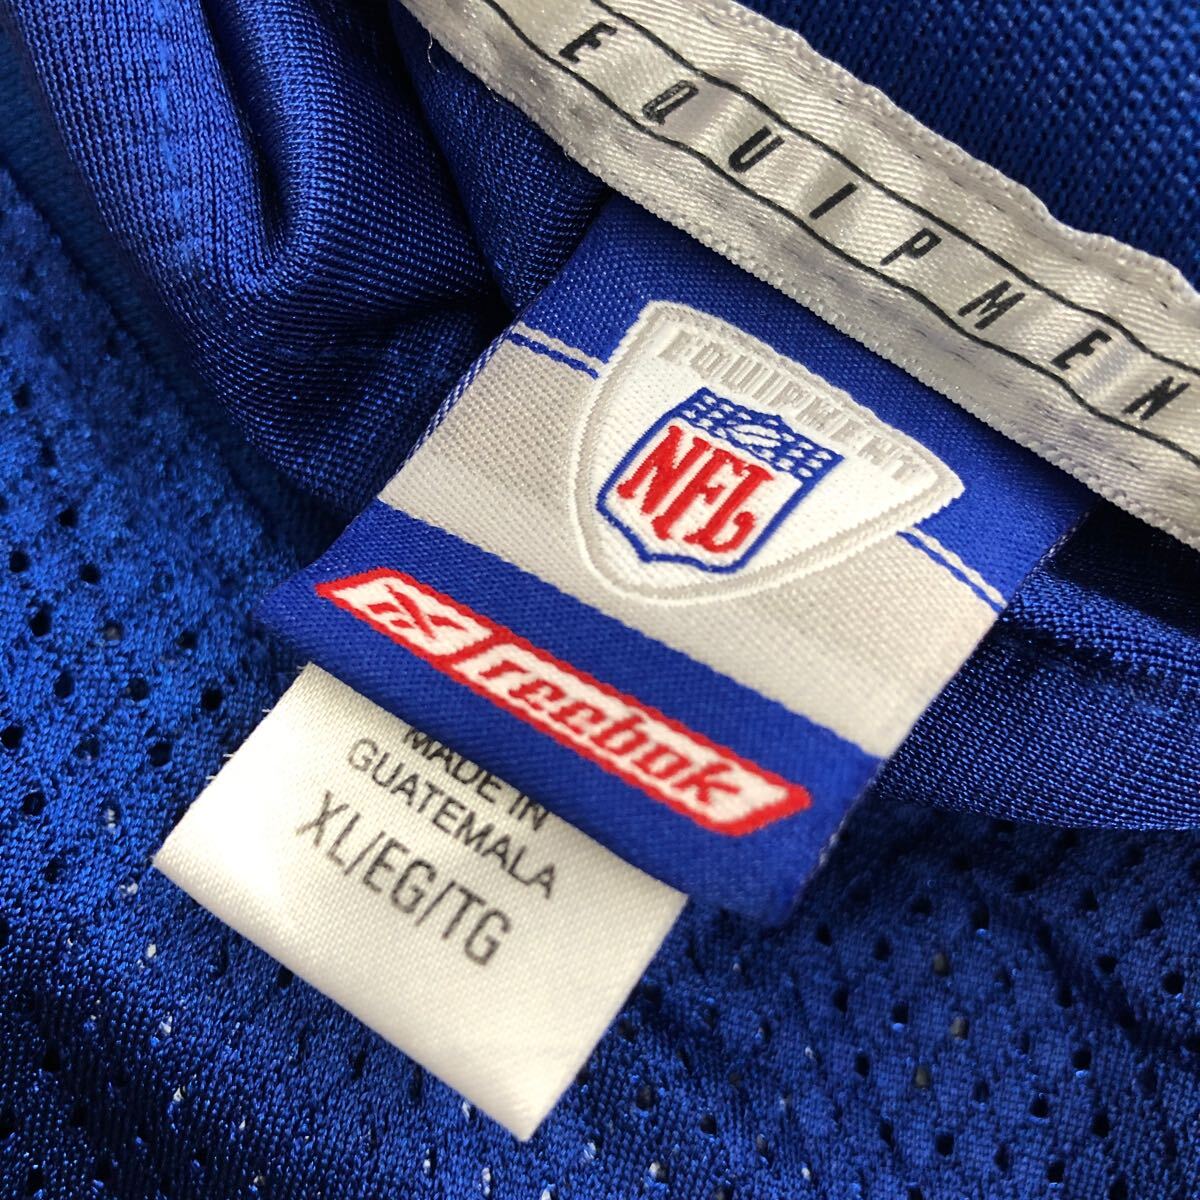 EQUIPMEN
EQUIPMENT
NFL
Reebok
MADE IN
GUATEMALA
XL/EG/TG